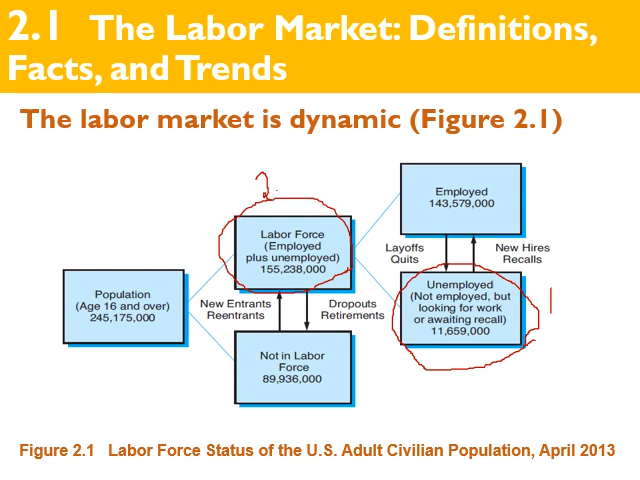 2.1 The Labor Market: Definitions,
Facts, and Trends
The labor market is dynamic (Figure 2.1)
2.
Employed
143,579,000
Labor Force
(Employed
plus unemployed)
155,238,000
Layoffs
Quits
New Hires
Recalls
Population
(Age 16 and over)
245,175,000
New Entrants
Reentrants
Dropouts
Retirements
Unemployed
(Not employed, but
looking for work
or awaiting recall)
11,659,000
1
Not in Labor
Force
89,936,000
Figure 2.1 Labor Force Status of the U.S. Adult Civilian Population, April 2013